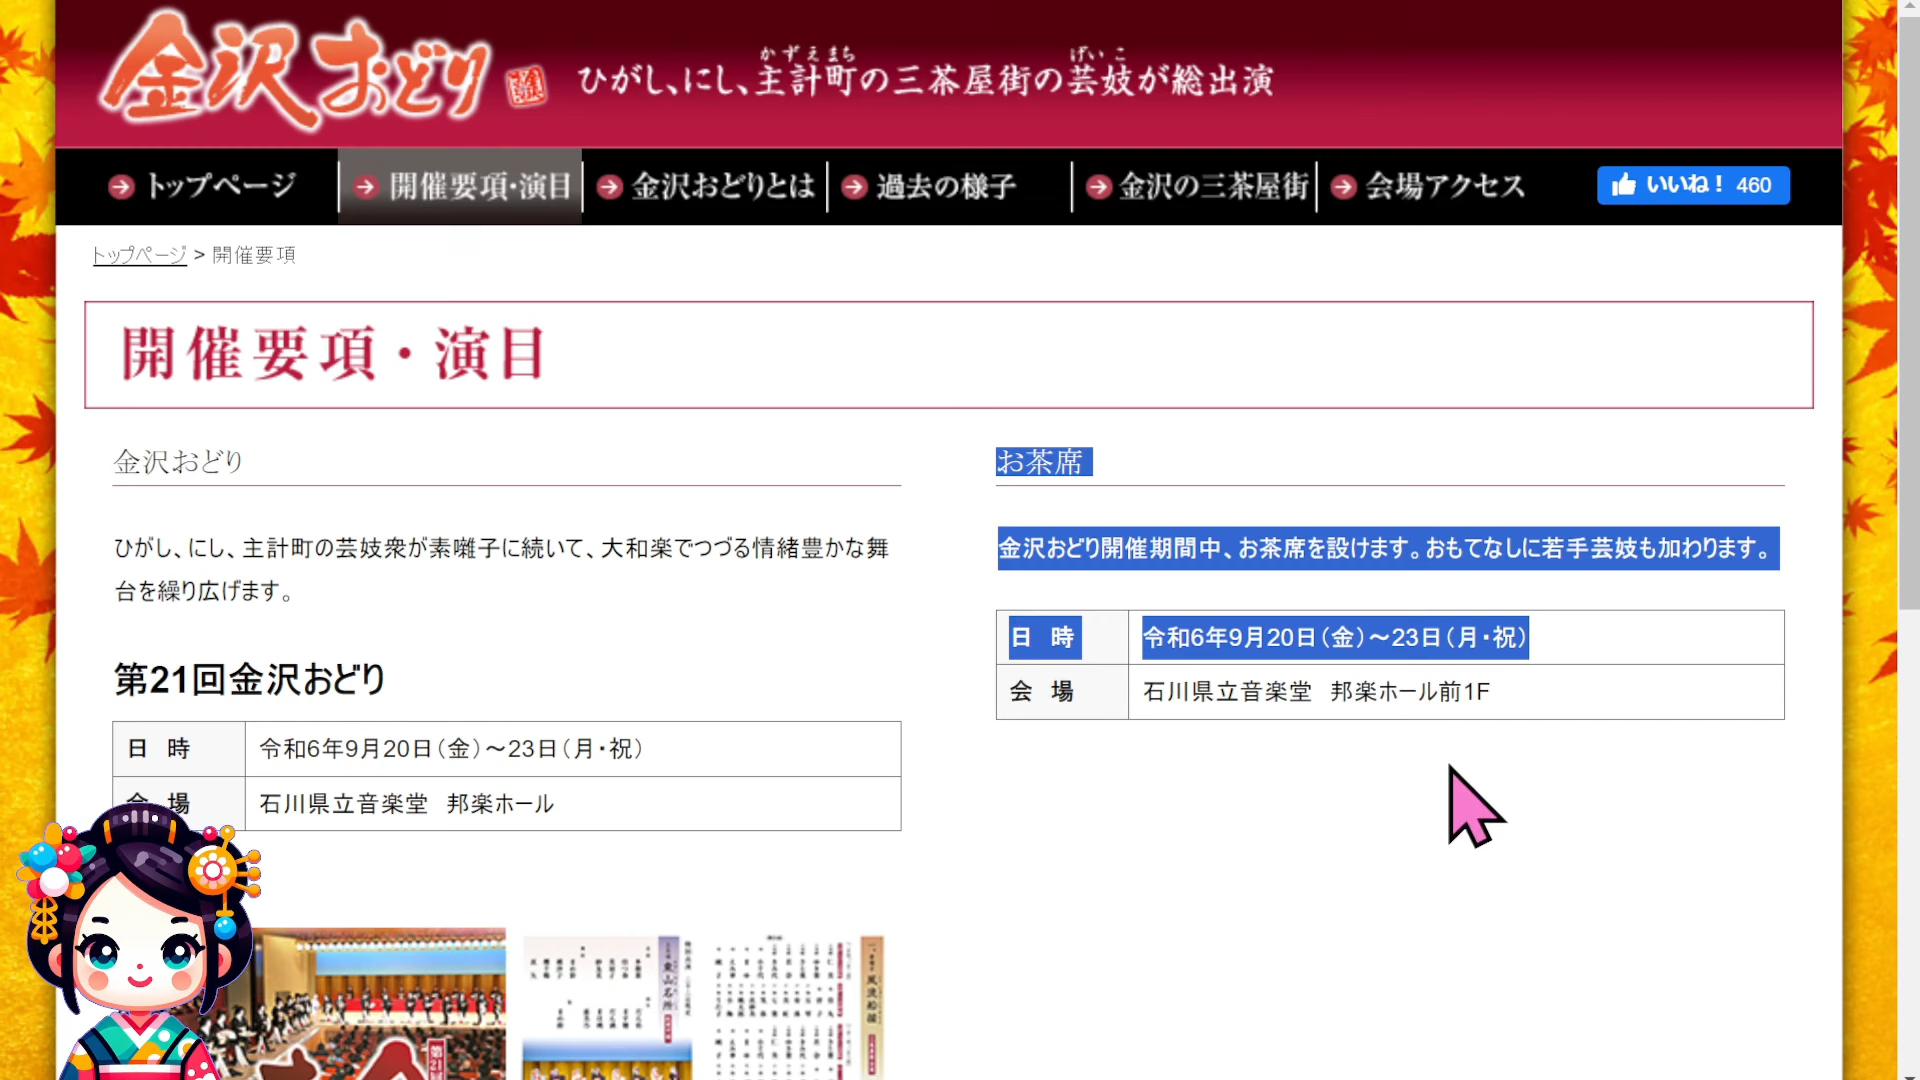 金沢おどり
ひがし、にし、主計町の三茶屋街の芸妓が総出演
かずえまち
げいこ
トップページ
開催要項・演目
金沢おどりとは
過去の様子
金沢の三茶屋街
会場アクセス
いいね！ 460
トップページ > 開催要項
開催要項・演目
金沢おどり
ひがし、にし、主計町の芸妓衆が素囃子に続いて、大和楽でつづる情緒豊かな舞
台を繰り広げます。
第21回金沢おどり
日 時 令和6年9月20日（金）～23日（月・祝）
会 場 石川県立音楽堂 邦楽ホール
お茶席
金沢おどり開催期間中、お茶席を設けます。おもてなしに若手芸妓も加わります。
日 時 令和6年9月20日（金）～23日（月・祝）
会 場 石川県立音楽堂 邦楽ホール前1F